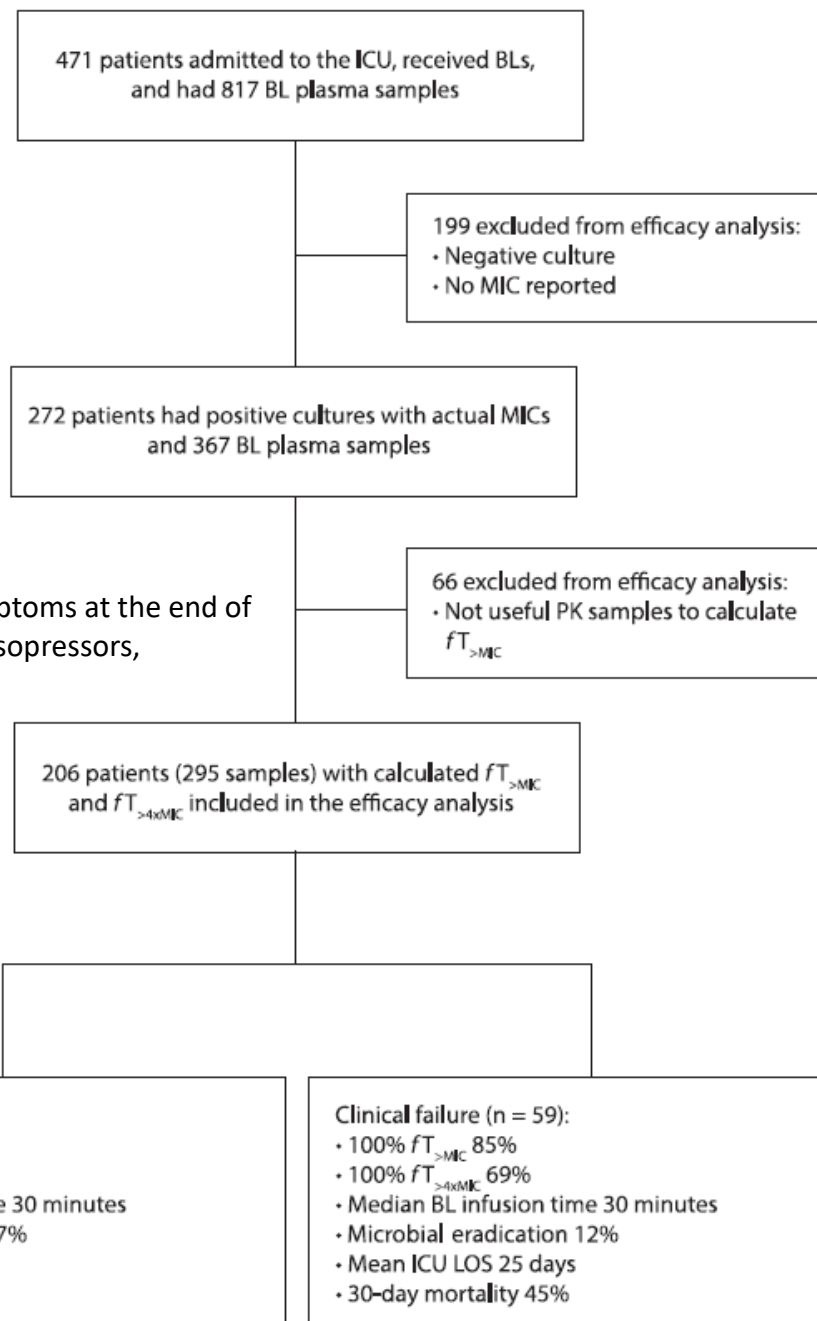 471 patients admitted to the ICU, received BLs,
and had 817 BL plasma samples
199 excluded from efficacy analysis:
• Negative culture
• No MIC reported
272 patients had positive cultures with actual MICs
and 367 BL plasma samples
ptoms at the end of
sopressors,
66 excluded from efficacy analysis:
• Not useful PK samples to calculate
fT>MIC
206 patients (295 samples) with calculated fT>MIC
and fT>4xMIC included in the efficacy analysis
e 30 minutes
7%
Clinical failure (n = 59):
• 100% fT>MIC 85%
• 100% fT>4xMIC 69%
• Median BL infusion time 30 minutes
• Microbial eradication 12%
• Mean ICU LOS 25 days
• 30-day mortality 45%